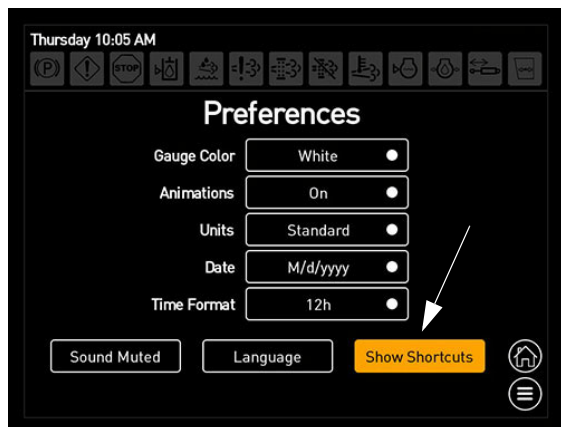 Thursday 10:05 AM
(P) STOP
Preferences
Gauge Color White
Animations On
Units Standard
Date M/d/yyyy
Time Format 12h
Sound Muted Language Show Shortcuts